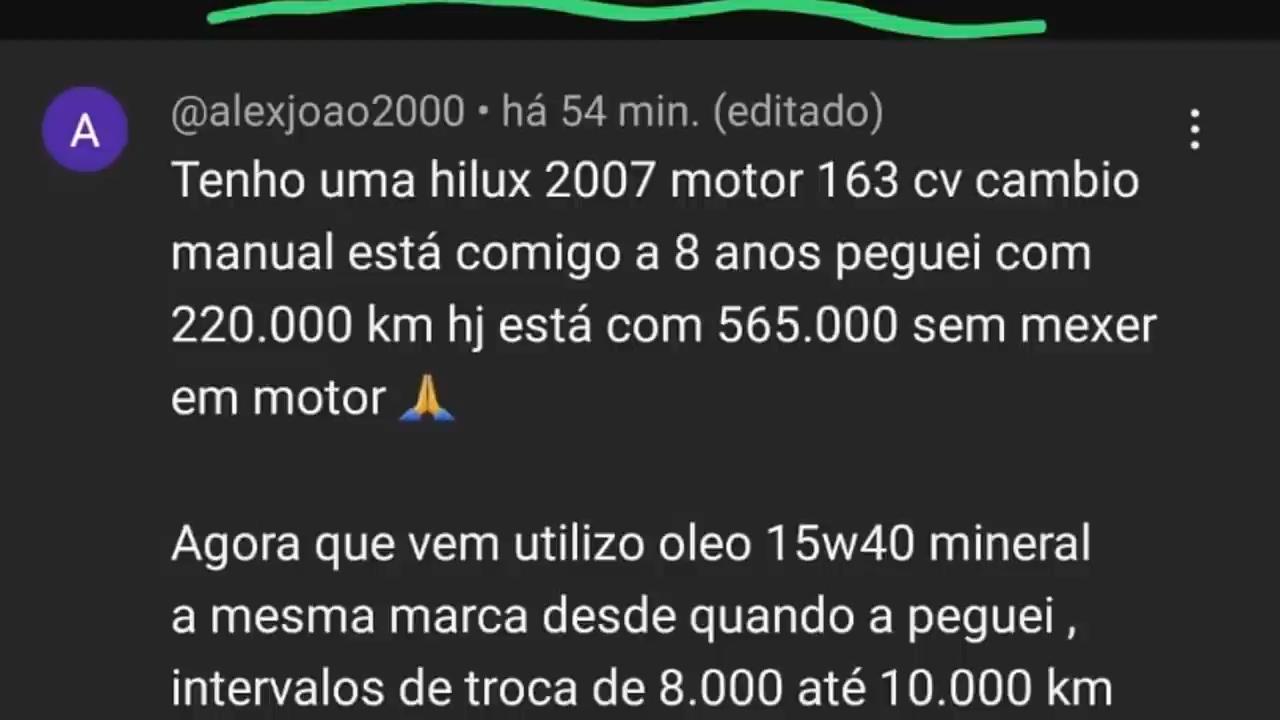 A
@alexjoao2000 • há 54 min. (editado)
Tenho uma hilux 2007 motor 163 cv cambio
manual está comigo a 8 anos peguei com
220.000 km hj está com 565.000 sem mexer
em motor 🙏
Agora que vem utilizo oleo 15w40 mineral
a mesma marca desde quando a peguei ,
intervalos de troca de 8.000 até 10.000 km